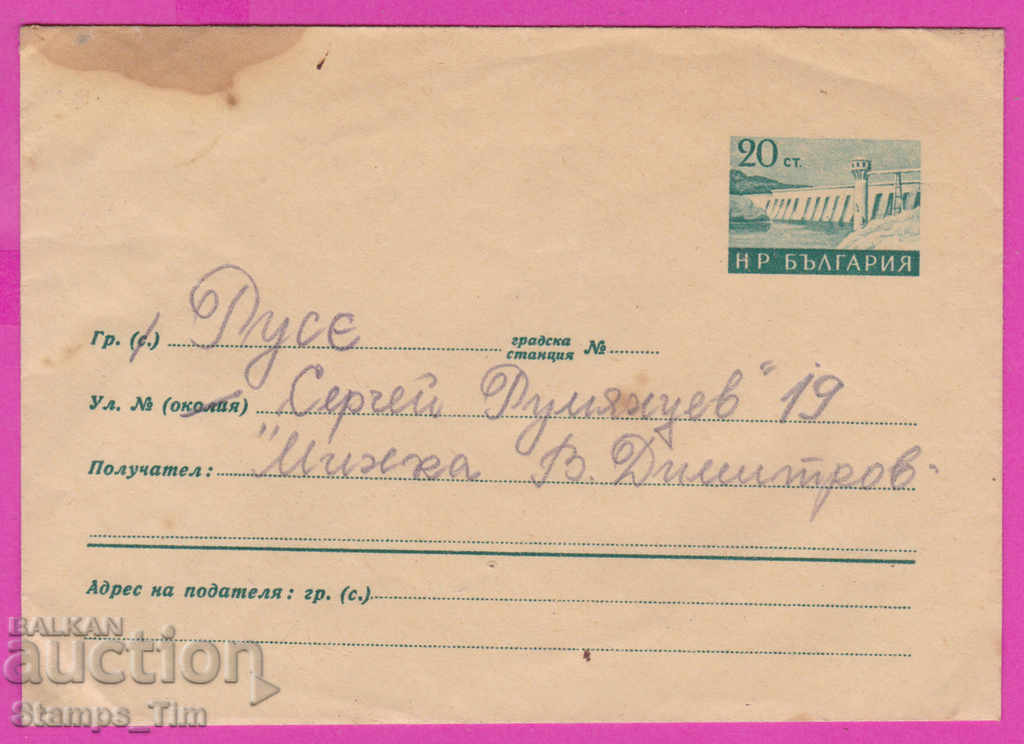 20 СТ.
НР БЪЛГАРИЯ
Гр. (с.) Русе градска станция №
Ул. № (околия) "Сергей Румянцев" 19
Получател: Минка В. Димитров
Адрес на подателя: гр. (с.)
BALKAN
auction
Stamps_Tim